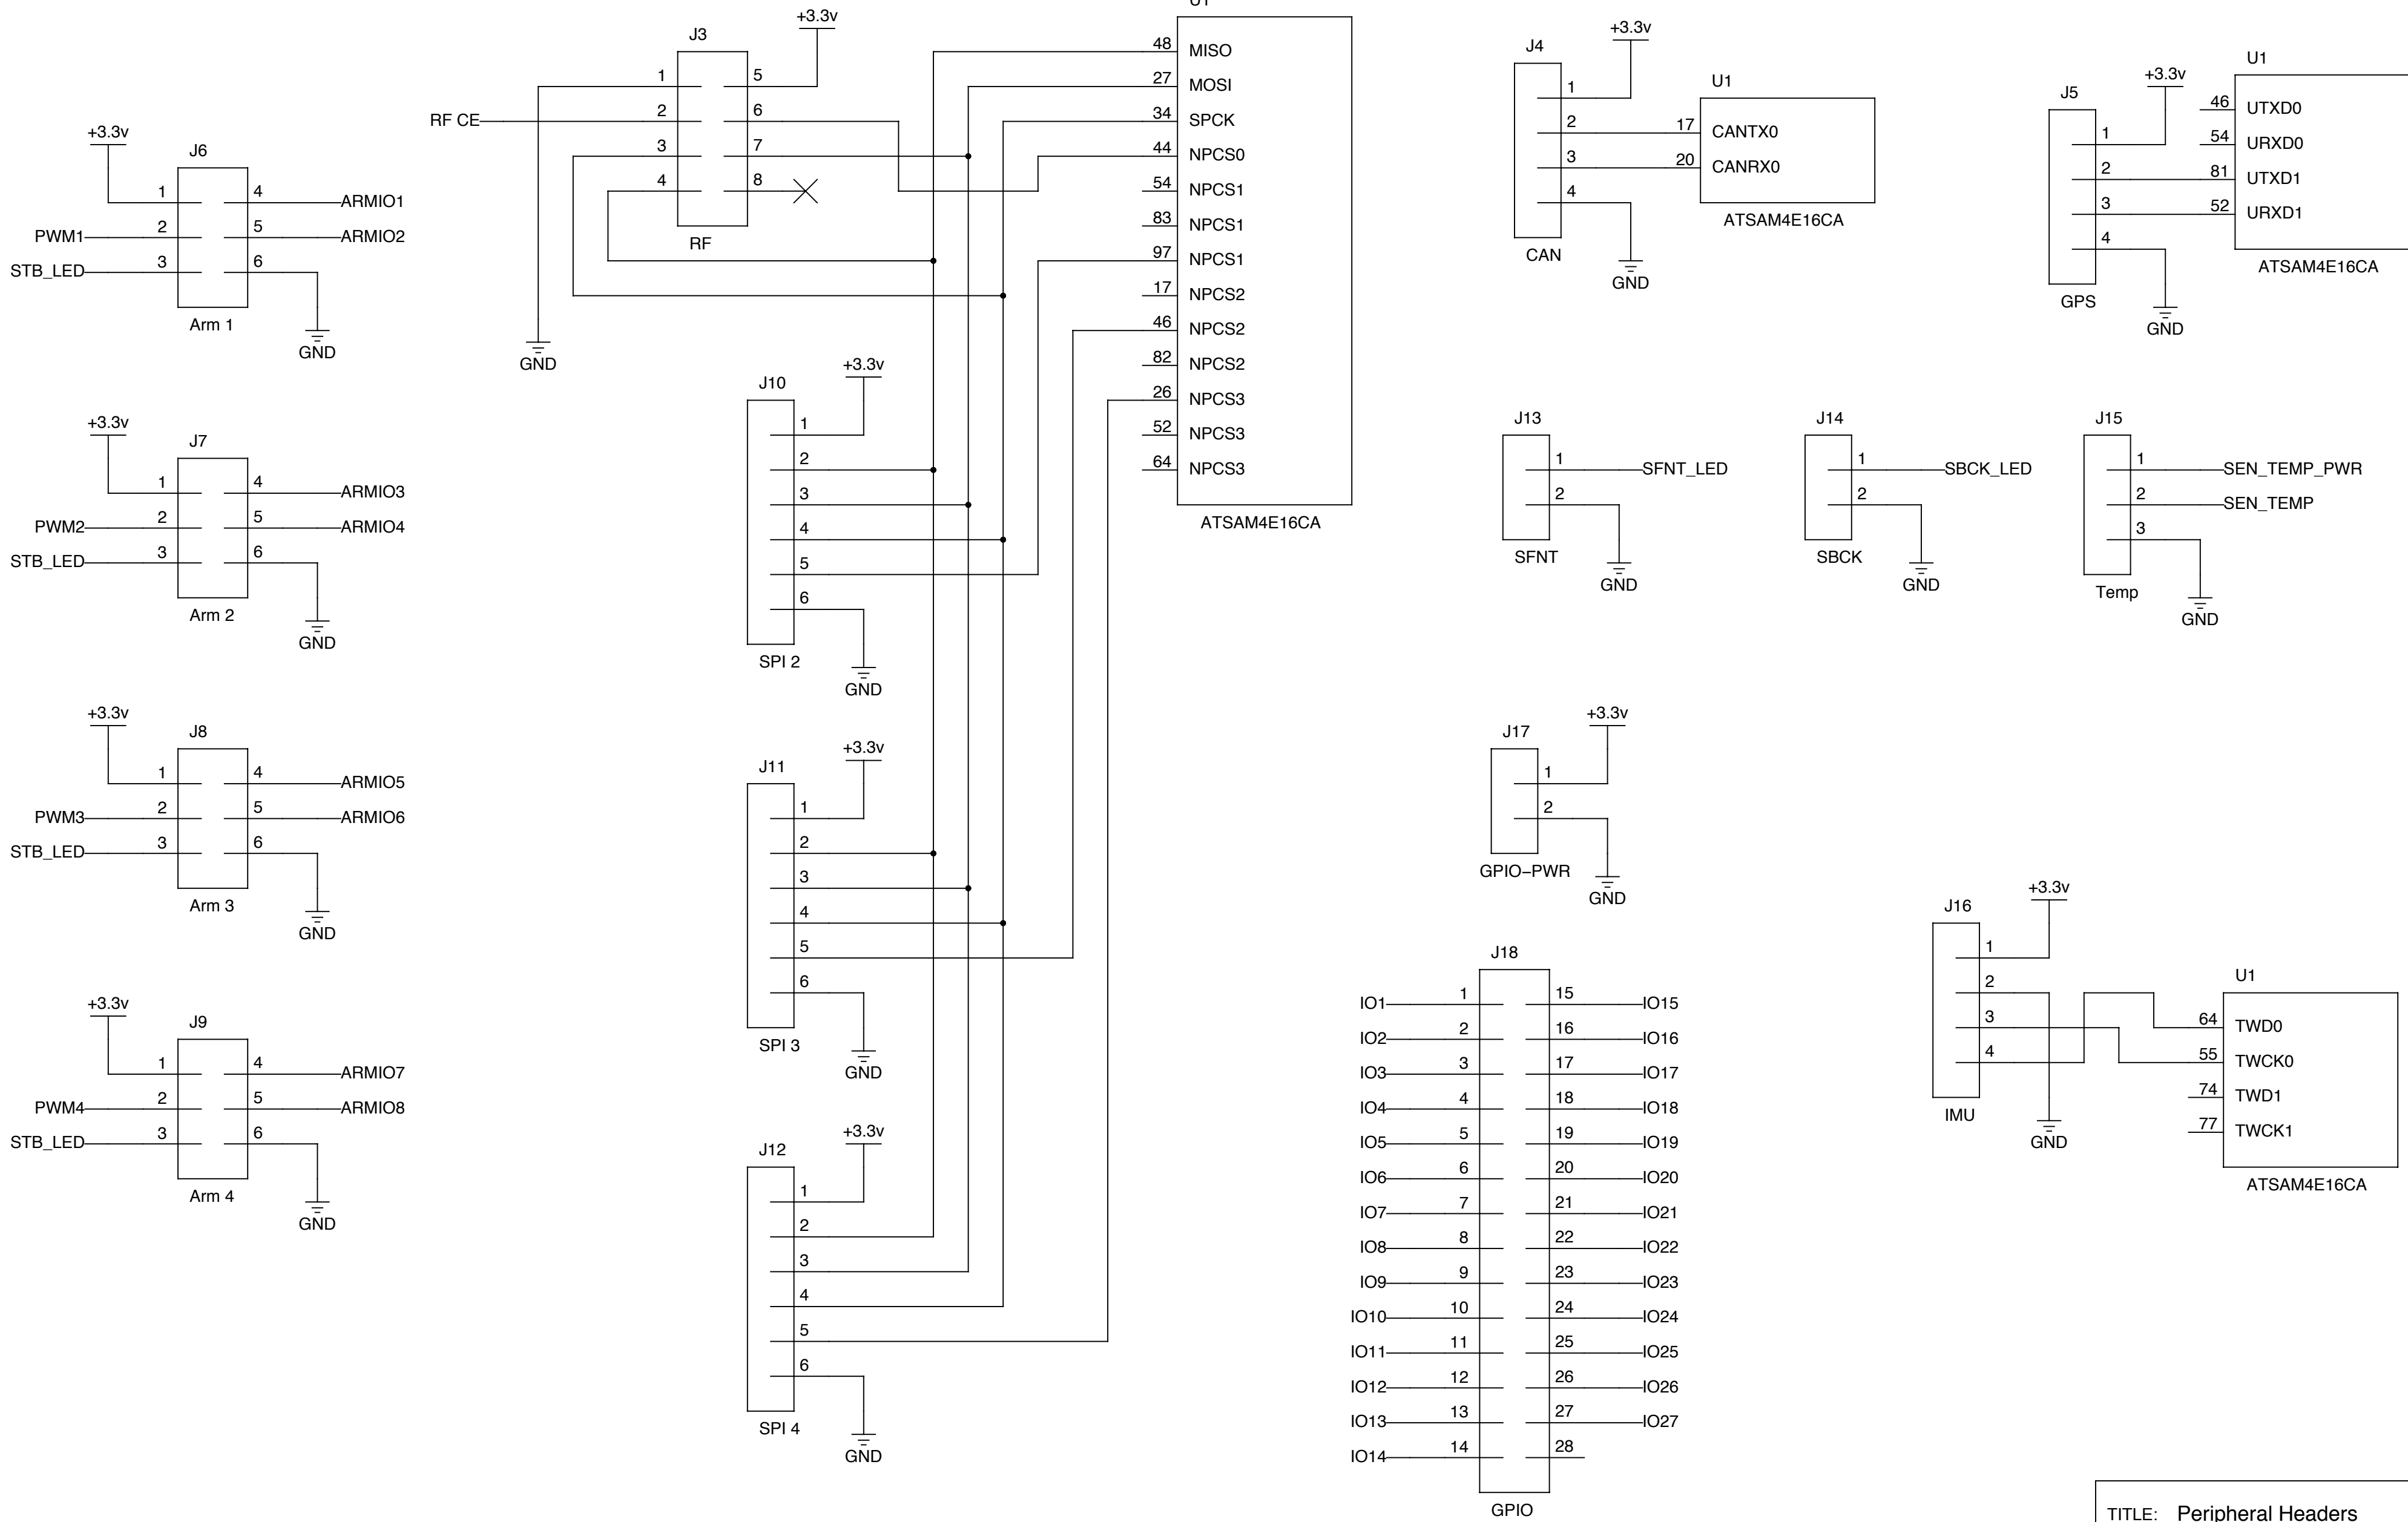 J6
+3.3v
1
2
3
4
5
6
PWM1
STB_LED
ARMIO1
ARMIO2
GND
Arm 1
J7
+3.3v
1
2
3
4
5
6
PWM2
STB_LED
ARMIO3
ARMIO4
GND
Arm 2
J8
+3.3v
1
2
3
4
5
6
PWM3
STB_LED
ARMIO5
ARMIO6
GND
Arm 3
J9
+3.3v
1
2
3
4
5
6
PWM4
STB_LED
ARMIO7
ARMIO8
GND
Arm 4
J3
+3.3v
RF CE
1
2
3
4
5
6
7
8
RF
GND
J10
+3.3v
1
2
3
4
5
6
SPI 2
GND
J11
+3.3v
1
2
3
4
5
6
SPI 3
GND
J12
+3.3v
1
2
3
4
5
6
SPI 4
GND
U1
48 MISO
27 MOSI
34 SPCK
44 NPCS0
54 NPCS1
83 NPCS1
97 NPCS1
17 NPCS2
46 NPCS2
82 NPCS2
26 NPCS3
52 NPCS3
64 NPCS3
ATSAM4E16CA
J4
+3.3v
1
2
3
4
CAN
GND
U1
17 CANTX0
20 CANRX0
ATSAM4E16CA
J5
+3.3v
1
2
3
4
GPS
GND
U1
46 UTXD0
54 URXD0
81 UTXD1
52 URXD1
ATSAM4E16CA
J13
1 SFNT_LED
2
SFNT
GND
J14
1 SBCK_LED
2
SBCK
GND
J15
1 SEN_TEMP_PWR
2 SEN_TEMP
3
Temp
GND
J17
+3.3v
1
2
GPIO–PWR
GND
J18
IO1 1 15 IO15
IO2 2 16 IO16
IO3 3 17 IO17
IO4 4 18 IO18
IO5 5 19 IO19
IO6 6 20 IO20
IO7 7 21 IO21
IO8 8 22 IO22
IO9 9 23 IO23
IO10 10 24 IO24
IO11 11 25 IO25
IO12 12 26 IO26
IO13 13 27 IO27
IO14 14 28
GPIO
J16
+3.3v
1
2
3
4
IMU
GND
U1
64 TWD0
55 TWCK0
74 TWD1
77 TWCK1
ATSAM4E16CA
TITLE: Peripheral Headers